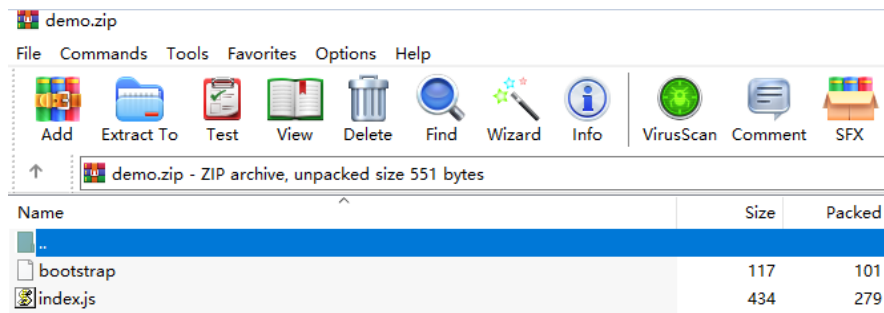 demo.zip
File Commands Tools Favorites Options Help
Add Extract To Test View Delete Find Wizard Info VirusScan Comment SFX
demo.zip - ZIP archive, unpacked size 551 bytes
Name Size Packed
..
bootstrap 117 101
index.js 434 279